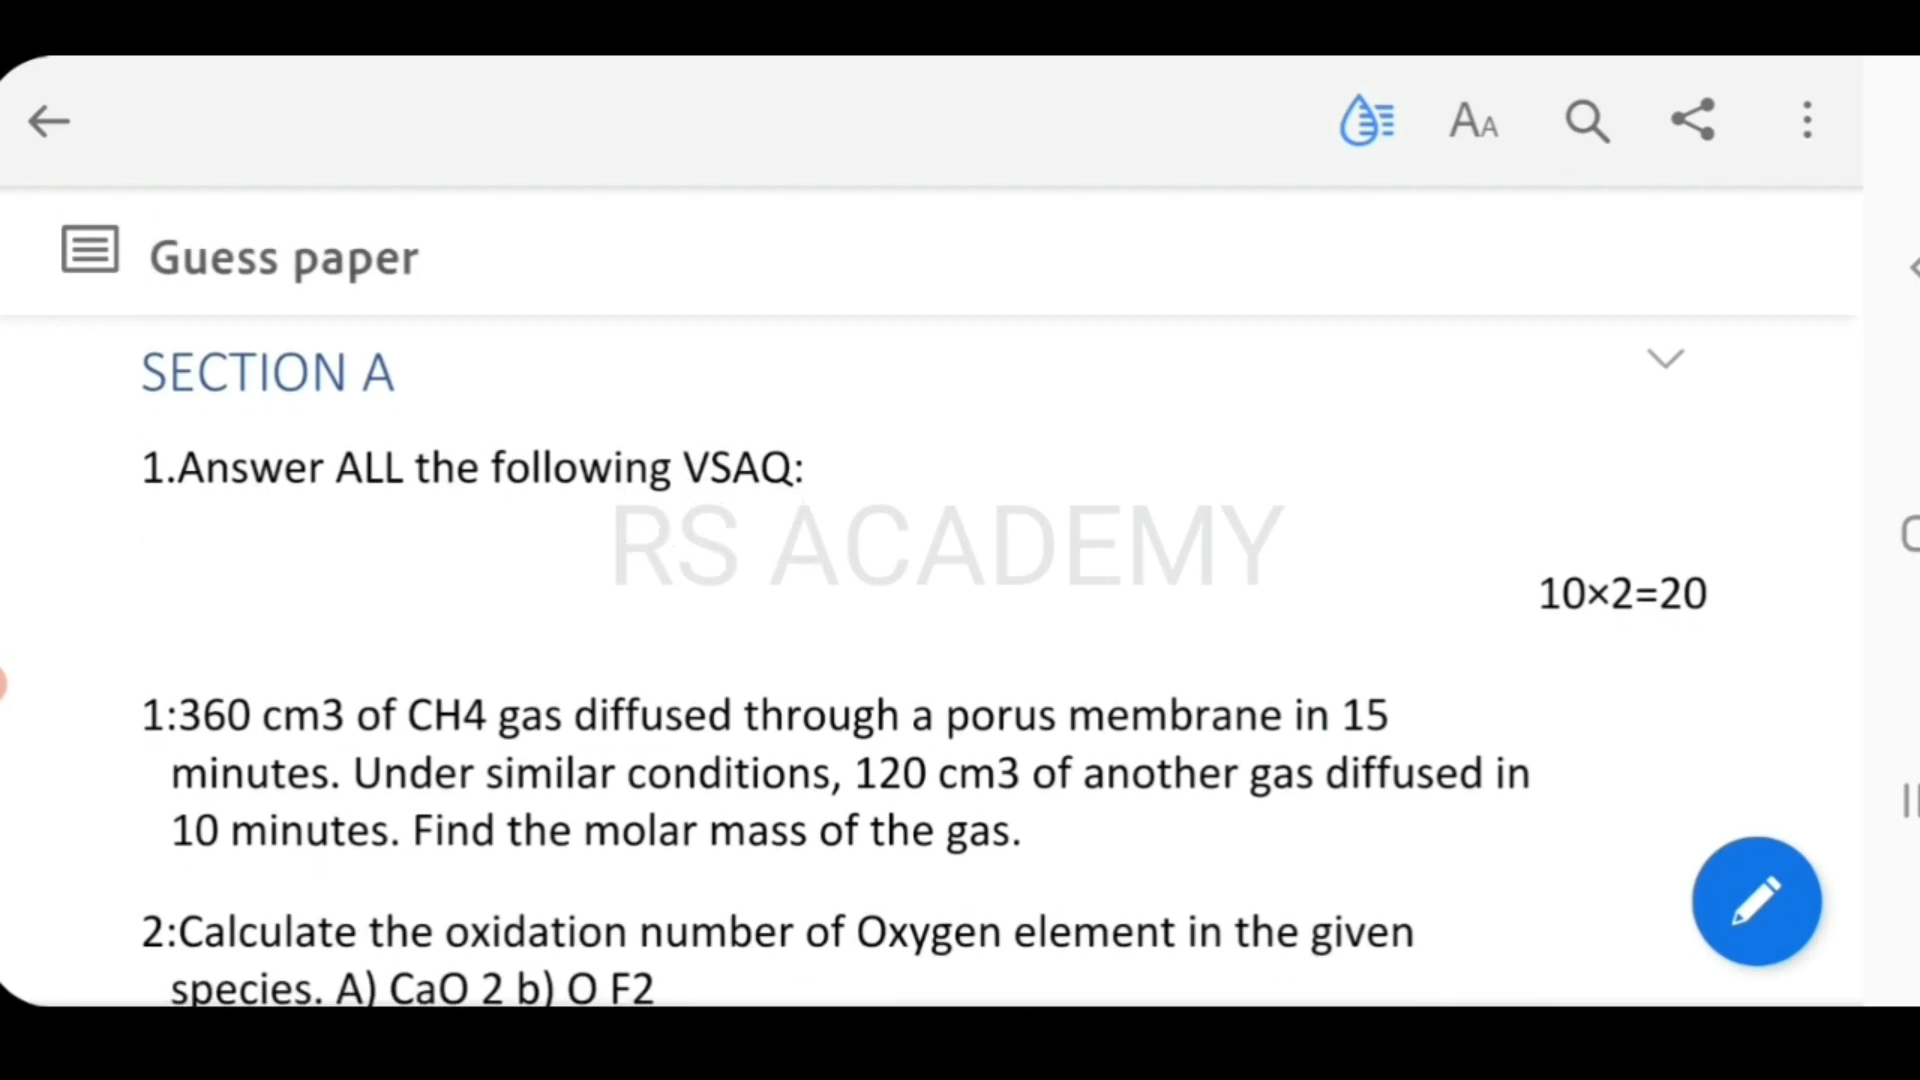 AA
Guess paper
SECTION A
1.Answer ALL the following VSAQ:
RS ACADEMY
10×2=20
1:360 cm3 of CH4 gas diffused through a porus membrane in 15
minutes. Under similar conditions, 120 cm3 of another gas diffused in
10 minutes. Find the molar mass of the gas.
2:Calculate the oxidation number of Oxygen element in the given
species. A) CaO 2 b) O F2